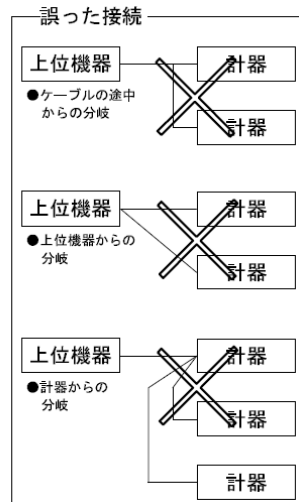 誤った接続
上位機器
計器
●ケーブルの途中
からの分岐
計器
上位機器
計器
●上位機器からの
分岐
計器
上位機器
計器
●計器からの
分岐
計器
計器